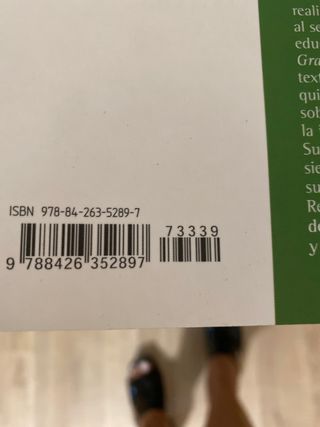 reali
al se
edu
Gra
text
qui
sob
la
Su
sie
su
Re
de
y
ISBN 978-84-263-5289-7
73339
9 788426 352897